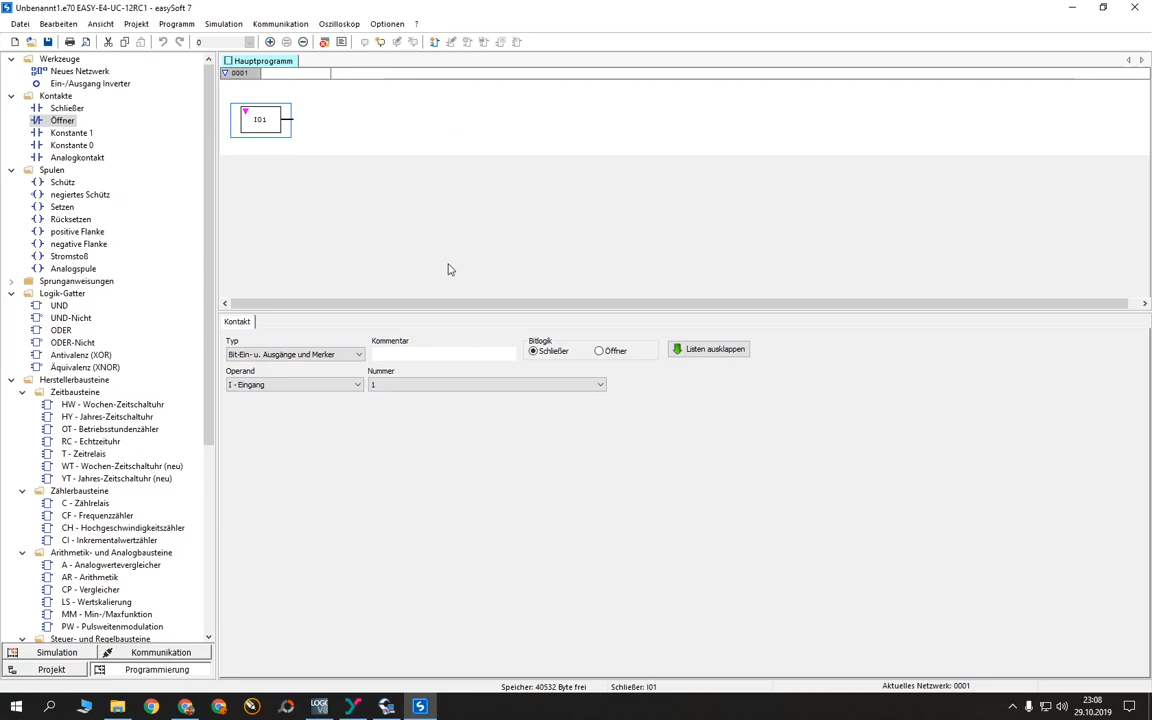 Unbenannt1.e70 EASY-E4-UC-12RC1 - easySoft 7
Datei Bearbeiten Ansicht Projekt Programm Simulation Kommunikation Oszilloskop Optionen ?
0
Werkzeuge
Neues Netzwerk
Ein-/Ausgang Inverter
Kontakte
Schließer
Öffner
Konstante 1
Konstante 0
Analogkontakt
Spulen
Schütz
negiertes Schütz
Setzen
Rücksetzen
positive Flanke
negative Flanke
Stromstoß
Analogspule
Sprunganweisungen
Logik-Gatter
UND
UND-Nicht
ODER
ODER-Nicht
Antivalenz (XOR)
Äquivalenz (XNOR)
Herstellerbausteine
Zeitbausteine
HW - Wochen-Zeitschaltuhr
HY - Jahres-Zeitschaltuhr
OT - Betriebsstundenzähler
RC - Echtzeituhr
T - Zeitrelais
WT - Wochen-Zeitschaltuhr (neu)
YT - Jahres-Zeitschaltuhr (neu)
Zählerbausteine
C - Zählrelais
CF - Frequenzzähler
CH - Hochgeschwindigkeitszähler
CI - Inkrementalwertzähler
Arithmetik- und Analogbausteine
A - Analogwertevergleicher
AR - Arithmetik
CP - Vergleicher
LS - Wertskalierung
MM - Min-/Maxfunktion
PW - Pulsweitenmodulation
Steuer- und Regelbausteine
Simulation Kommunikation
Projekt Programmierung
Hauptprogramm
0001
I01
Kontakt
Typ Kommentar Bitlogik
Bit-Ein- u. Ausgänge und Merker Schließer Öffner Listen ausklappen
Operand Nummer
I - Eingang 1
Speicher: 40532 Byte frei Schließer: I01 Aktuelles Netzwerk: 0001
23:08
29.10.2019